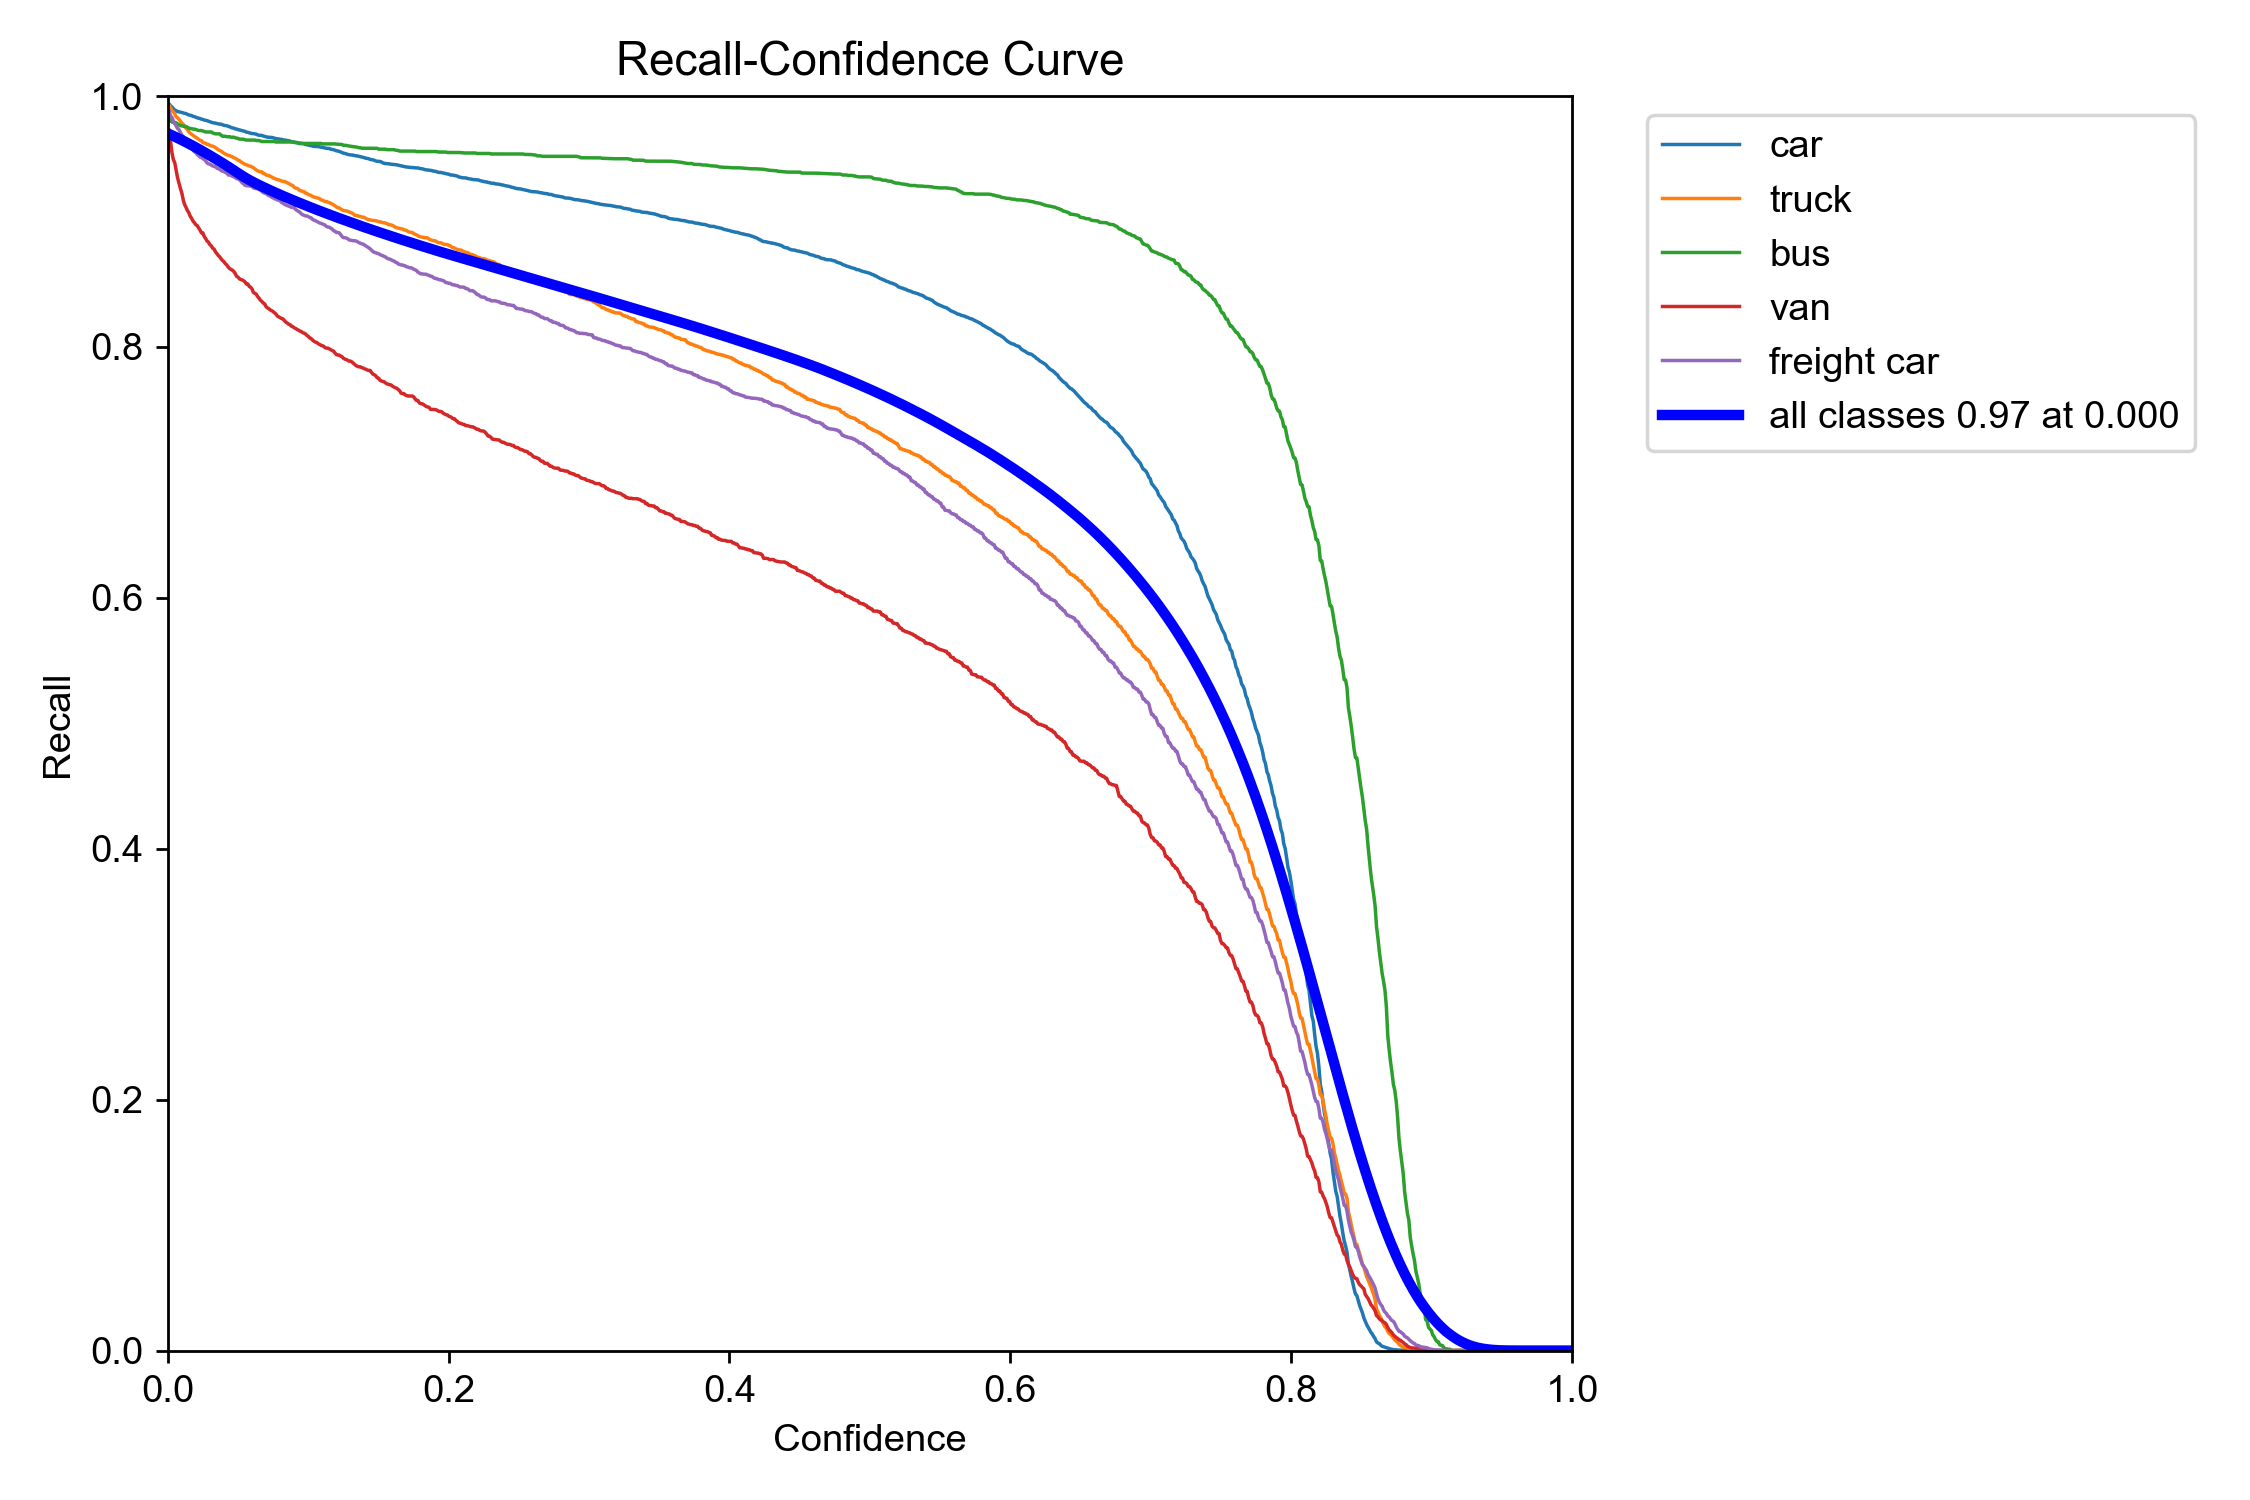 Recall-Confidence Curve
1.0
0.8
0.6
0.4
0.2
0.0
Recall
0.0 0.2 0.4 0.6 0.8 1.0
Confidence
car
truck
bus
van
freight car
all classes 0.97 at 0.000